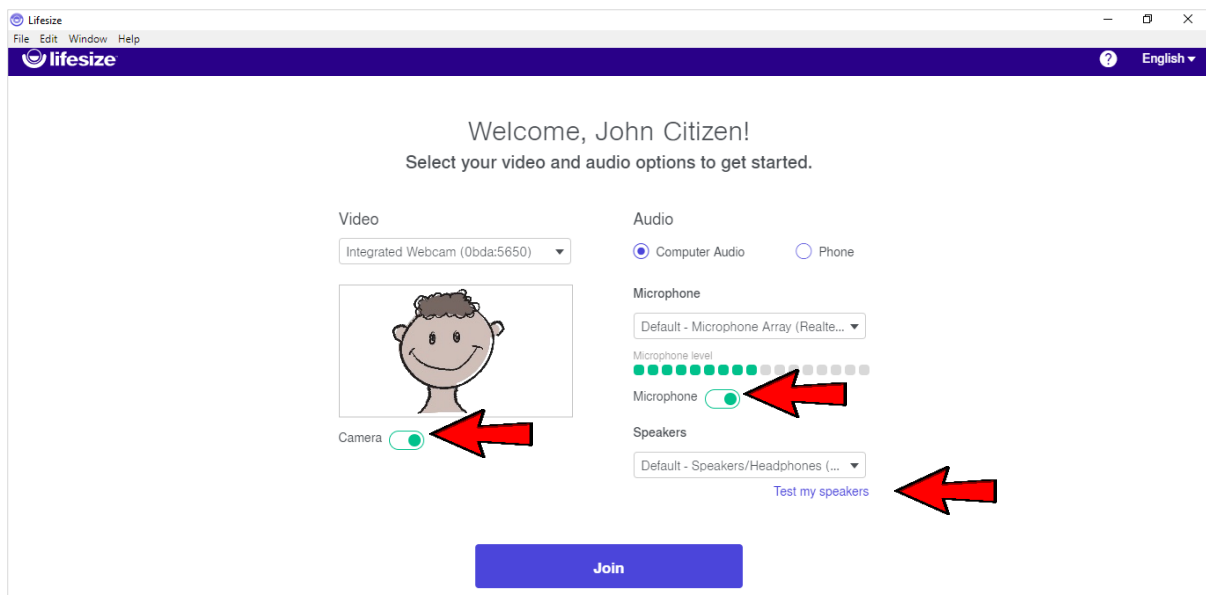 Lifesize
File Edit Window Help
lifesize
? English
Welcome, John Citizen!
Select your video and audio options to get started.
Video
Integrated Webcam (0bda:5650)
Camera
Audio
Computer Audio Phone
Microphone
Default - Microphone Array (Realte...
Microphone level
Microphone
Speakers
Default - Speakers/Headphones (...
Test my speakers
Join